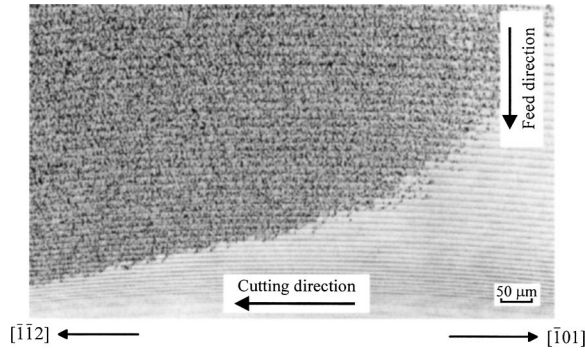 Feed direction
Cutting direction
50 μm
[1̄1̄2]
[1̄01]